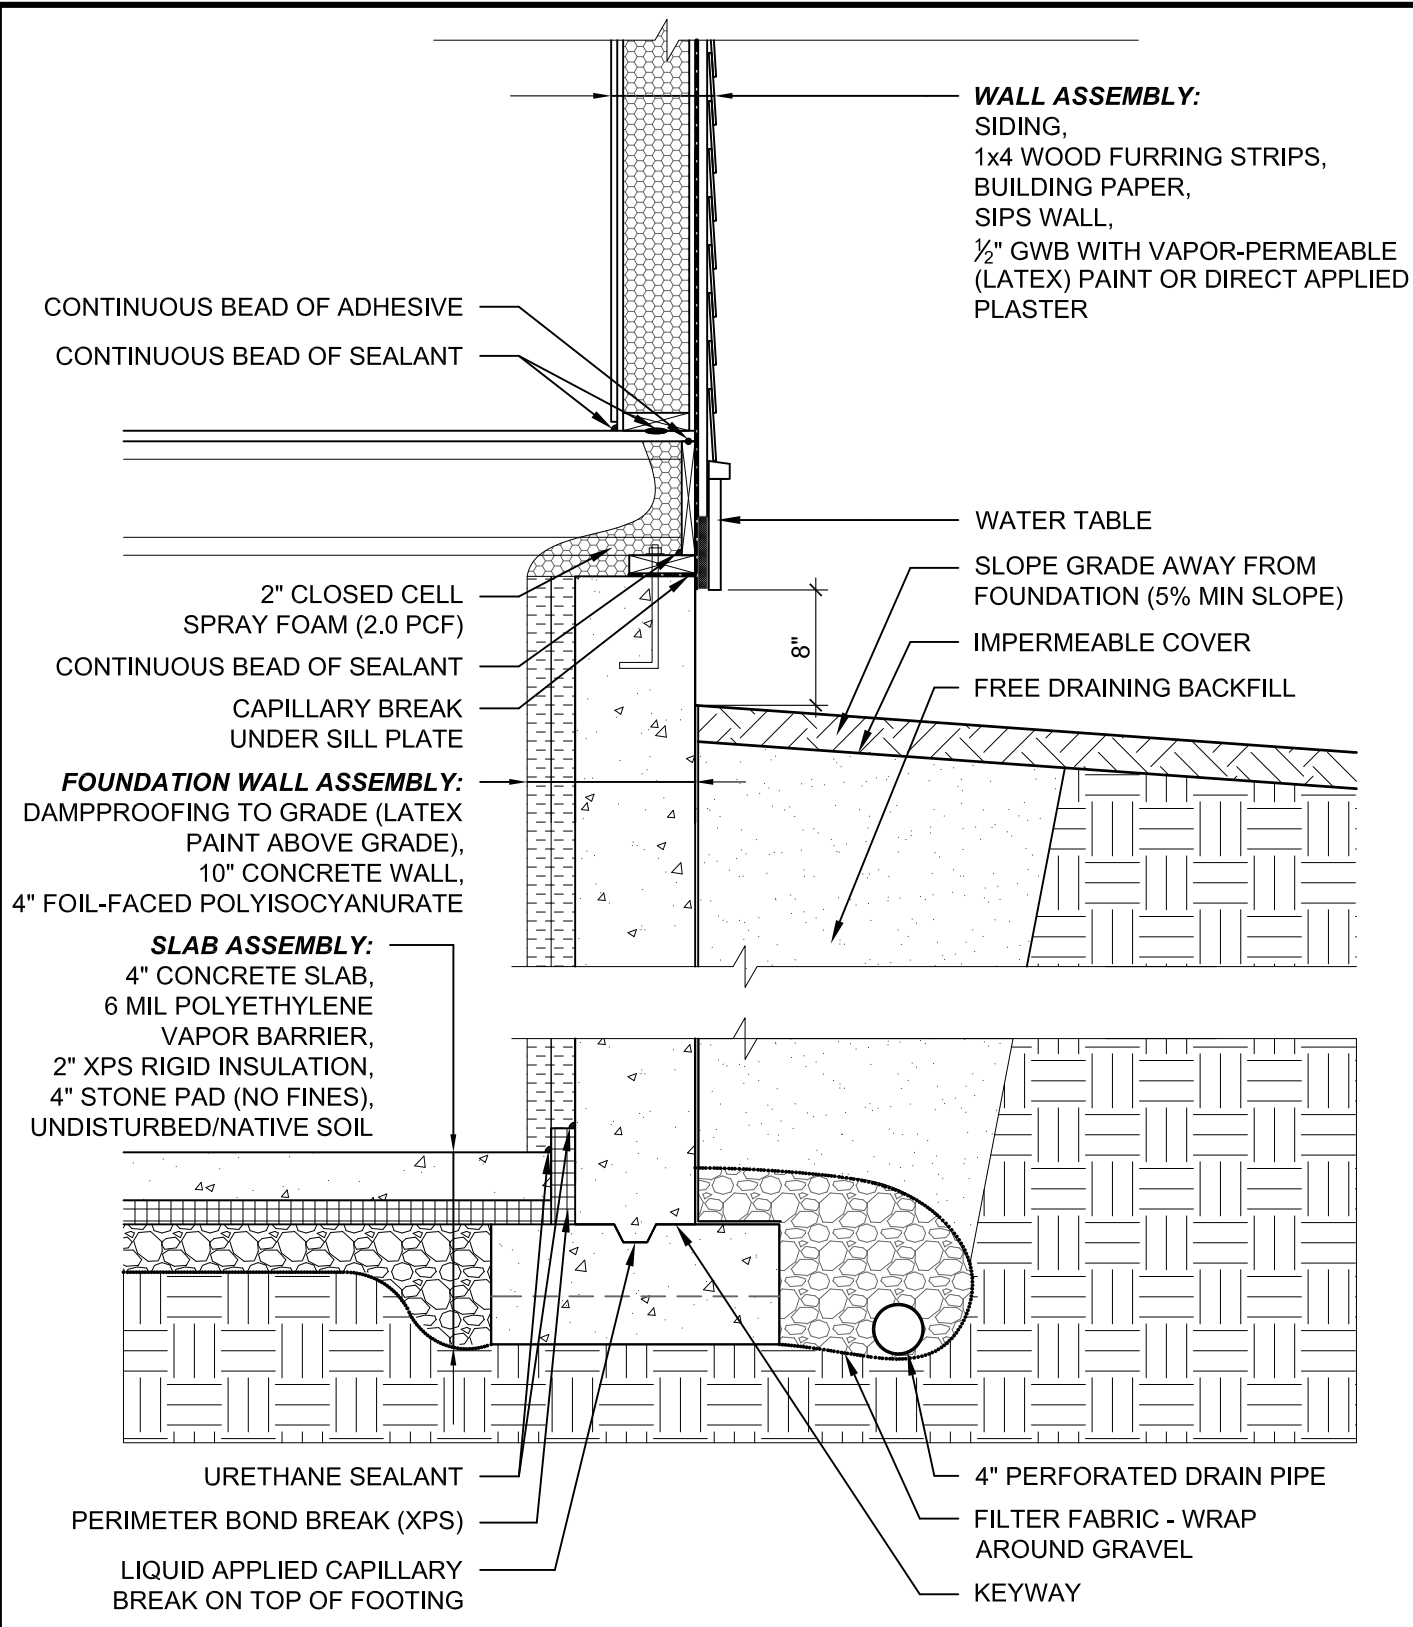 WALL ASSEMBLY:
SIDING,
1x4 WOOD FURRING STRIPS,
BUILDING PAPER,
SIPS WALL,
½" GWB WITH VAPOR-PERMEABLE
(LATEX) PAINT OR DIRECT APPLIED
PLASTER
CONTINUOUS BEAD OF ADHESIVE
CONTINUOUS BEAD OF SEALANT
WATER TABLE
SLOPE GRADE AWAY FROM
FOUNDATION (5% MIN SLOPE)
IMPERMEABLE COVER
FREE DRAINING BACKFILL
8"
2" CLOSED CELL
SPRAY FOAM (2.0 PCF)
CONTINUOUS BEAD OF SEALANT
CAPILLARY BREAK
UNDER SILL PLATE
FOUNDATION WALL ASSEMBLY:
DAMPPROOFING TO GRADE (LATEX
PAINT ABOVE GRADE),
10" CONCRETE WALL,
4" FOIL-FACED POLYISOCYANURATE
SLAB ASSEMBLY:
4" CONCRETE SLAB,
6 MIL POLYETHYLENE
VAPOR BARRIER,
2" XPS RIGID INSULATION,
4" STONE PAD (NO FINES),
UNDISTURBED/NATIVE SOIL
URETHANE SEALANT
PERIMETER BOND BREAK (XPS)
LIQUID APPLIED CAPILLARY
BREAK ON TOP OF FOOTING
4" PERFORATED DRAIN PIPE
FILTER FABRIC - WRAP
AROUND GRAVEL
KEYWAY